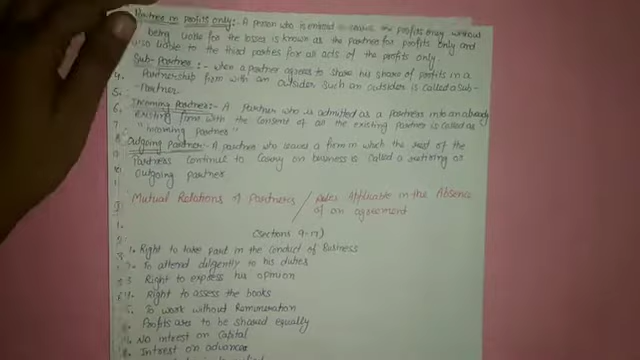 Partner in profits only:- A person who is entitled to the profits only without
being liable for the losses is known as the partner for profits only and
also liable to the third parties for all acts of the profits only.
Sub-Partner:- when a partner agrees to share his share of profits in a
4. Partnership firm with an outsider such an outsiders is called a sub-
5. Partner.
6. Incoming Partner:- A Partner who is admitted as a Partners into an already
7. existing firm with the consent of all the existing partner is called as
"Incoming partner"
8. Outgoing Partner:- A partner who leaves a firm in which the rest of the
Partners continue to carry on business is called a retiring or
outgoing partner
Mutual Relations of Partners / Rules Applicable in the Absence
of an agreement
(Sections 9-17)
1. Right to take part in the conduct of Business
2. To attend diligently to his duties
3 Right to express his opinion
4. Right to assess the books
5. To work without Remuneration
Profits are to be shared equally
No interest on Capital
8. Interest on advances